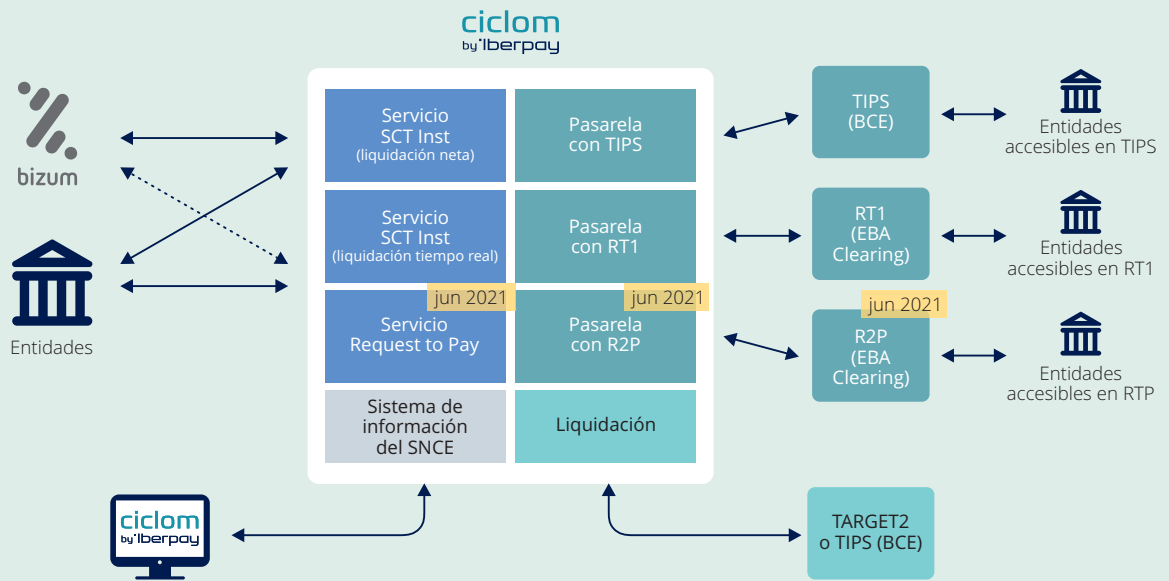 ciclom
by Iberpay
bizum
Entidades
Servicio
SCT Inst
(liquidación neta)
Pasarela
con TIPS
Servicio
SCT Inst
(liquidación tiempo real)
Pasarela
con RT1
jun 2021
jun 2021
Servicio
Request to Pay
Pasarela
con R2P
Sistema de
información
del SNCE
Liquidación
TIPS
(BCE)
Entidades
accesibles en TIPS
RT1
(EBA
Clearing)
Entidades
accesibles en RT1
jun 2021
R2P
(EBA
Clearing)
Entidades
accesibles en RTP
ciclom
by Iberpay
TARGET2
o TIPS (BCE)